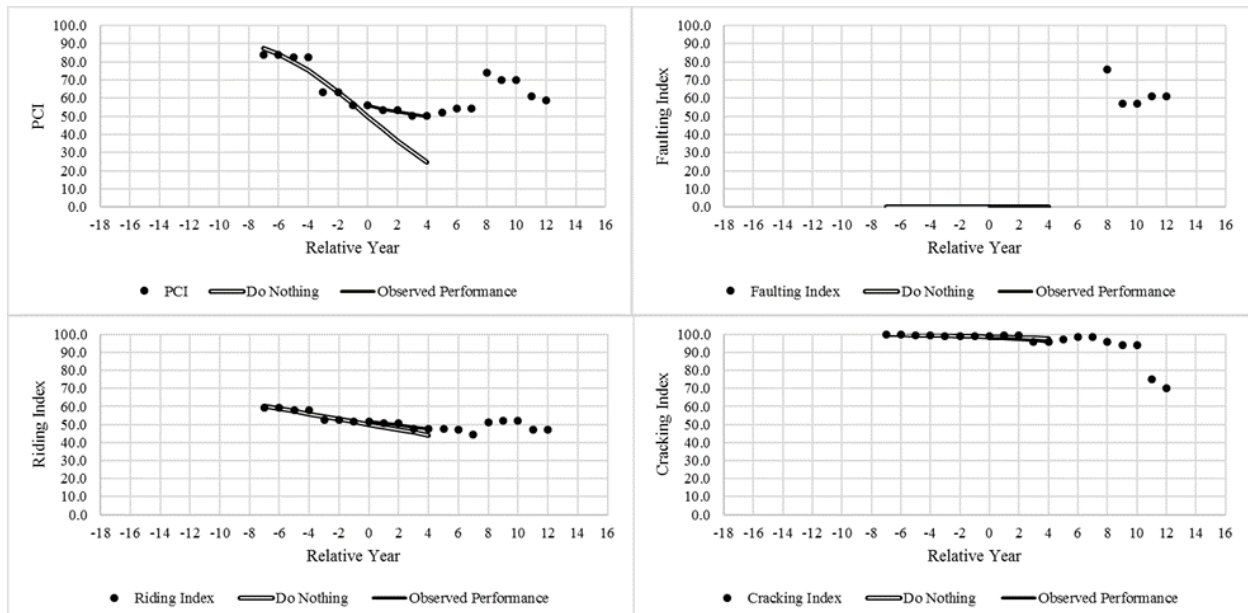 PCI
100.0
90.0
80.0
70.0
60.0
50.0
40.0
30.0
20.0
10.0
0.0
-18 -16 -14 -12 -10 -8 -6 -4 -2 0 2 4 6 8 10 12 14 16
Relative Year
PCI Do Nothing Observed Performance
Faulting Index
100.0
90.0
80.0
70.0
60.0
50.0
40.0
30.0
20.0
10.0
0.0
-18 -16 -14 -12 -10 -8 -6 -4 -2 0 2 4 6 8 10 12 14 16
Relative Year
Faulting Index Do Nothing Observed Performance
Riding Index
100.0
90.0
80.0
70.0
60.0
50.0
40.0
30.0
20.0
10.0
0.0
-18 -16 -14 -12 -10 -8 -6 -4 -2 0 2 4 6 8 10 12 14 16
Relative Year
Riding Index Do Nothing Observed Performance
Cracking Index
100.0
90.0
80.0
70.0
60.0
50.0
40.0
30.0
20.0
10.0
0.0
-18 -16 -14 -12 -10 -8 -6 -4 -2 0 2 4 6 8 10 12 14 16
Relative Year
Cracking Index Do Nothing Observed Performance